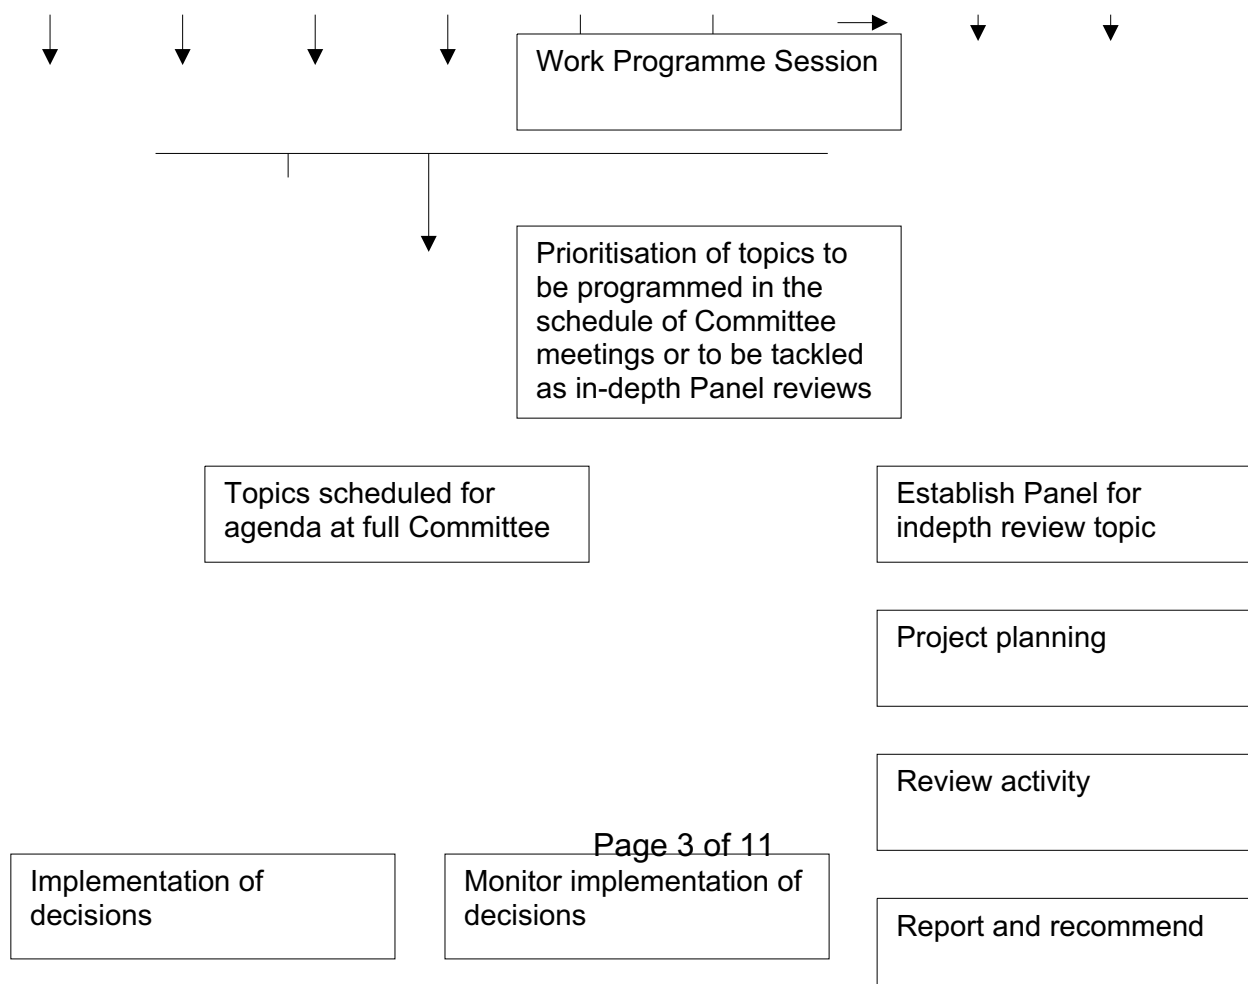 Work Programme Session
Prioritisation of topics to
be programmed in the
schedule of Committee
meetings or to be tackled
as in-depth Panel reviews
Topics scheduled for
agenda at full Committee
Establish Panel for
indepth review topic
Project planning
Review activity
Page 3 of 11
Implementation of
decisions
Monitor implementation of
decisions
Report and recommend